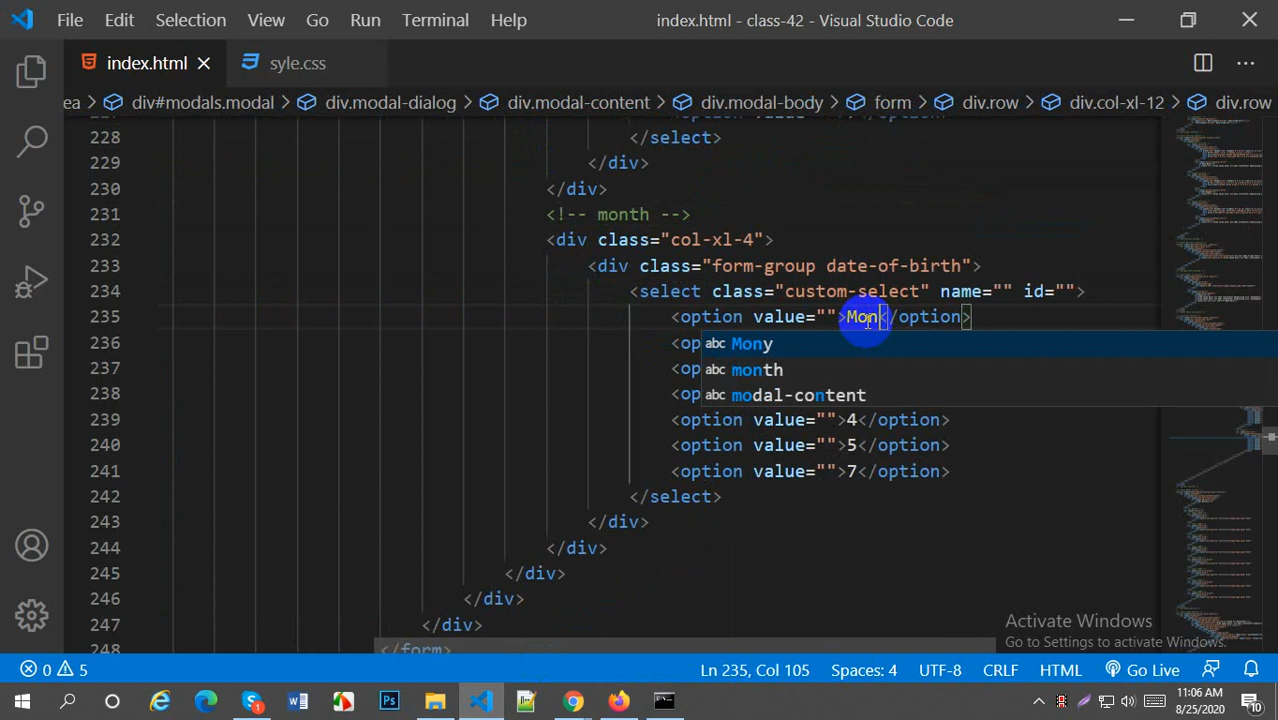 File Edit Selection View Go Run Terminal Help index.html - class-42 - Visual Studio Code
index.html syle.css
ea div#modals.modal div.modal-dialog div.modal-content div.modal-body form div.row div.col-xl-12 div.row
228 </select>
229 </div>
230 </div>
231 <!-- month -->
232 <div class="col-xl-4">
233 <div class="form-group date-of-birth">
234 <select class="custom-select" name="" id="">
235 <option value="">Mon</option>
236 <op abc Mony
237 <op abc month
238 <op abc modal-content
239 <option value="">4</option>
240 <option value="">5</option>
241 <option value="">7</option>
242 </select>
243 </div>
244 </div>
245 </div>
246 </div>
247 </div>
248 </form>
Activate Windows
Go to Settings to activate Windows.
0 5 Ln 235, Col 105 Spaces: 4 UTF-8 CRLF HTML Go Live
11:06 AM
8/25/2020
10